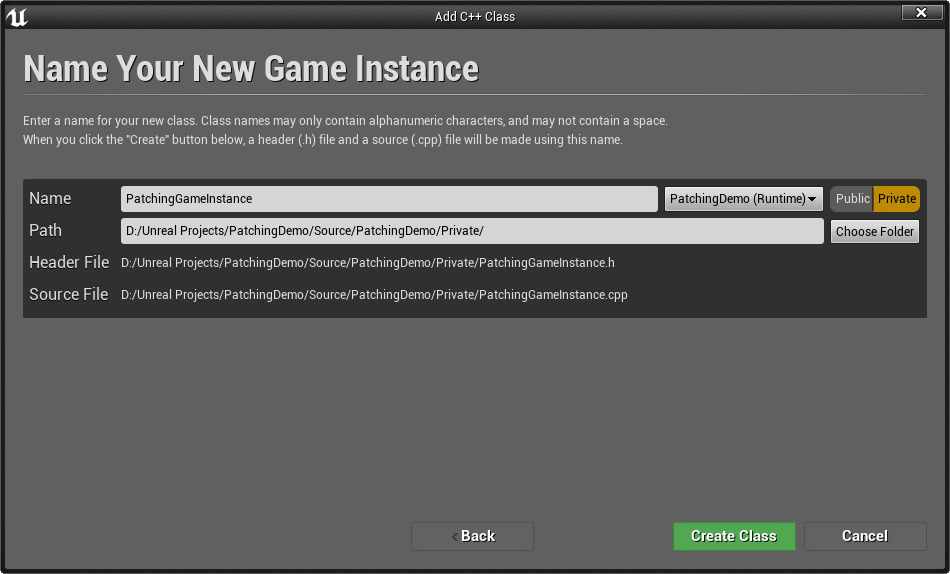 Add C++ Class
Name Your New Game Instance
Enter a name for your new class. Class names may only contain alphanumeric characters, and may not contain a space.
When you click the "Create" button below, a header (.h) file and a source (.cpp) file will be made using this name.
Name PatchingGameInstance PatchingDemo (Runtime) Public Private
Path D:/Unreal Projects/PatchingDemo/Source/PatchingDemo/Private/ Choose Folder
Header File D:/Unreal Projects/PatchingDemo/Source/PatchingDemo/Private/PatchingGameInstance.h
Source File D:/Unreal Projects/PatchingDemo/Source/PatchingDemo/Private/PatchingGameInstance.cpp
Back Create Class Cancel